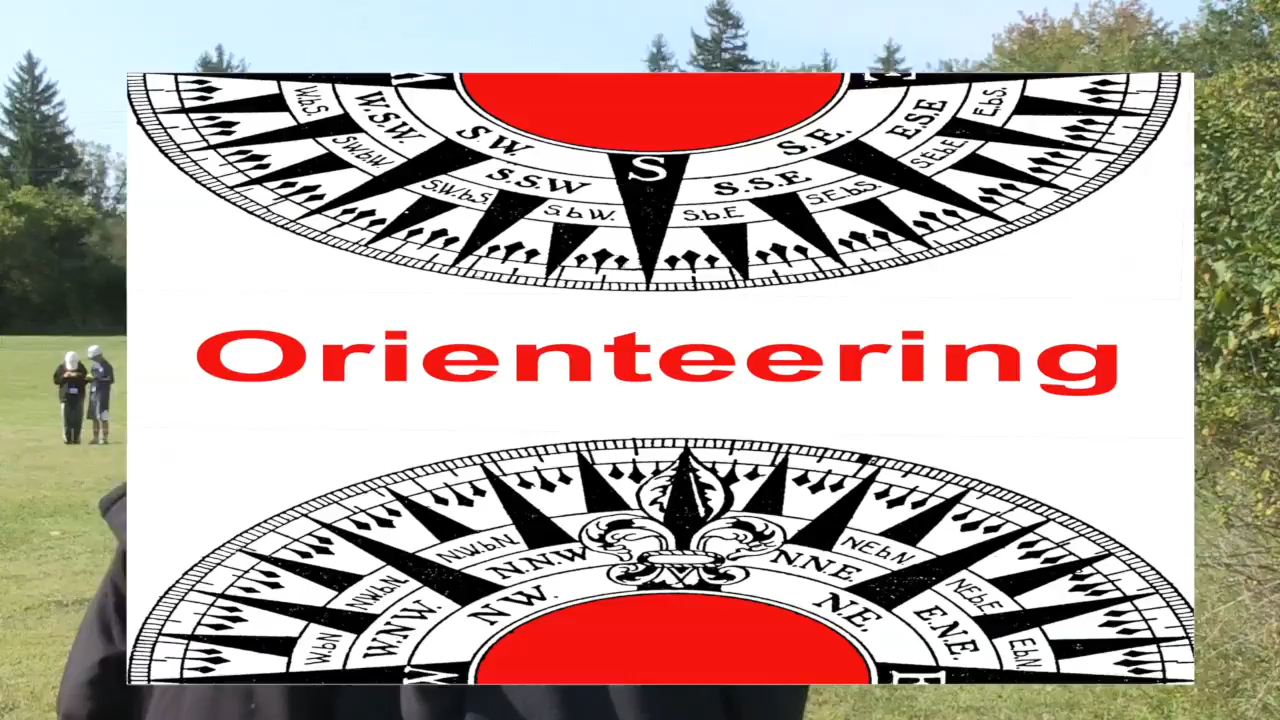 W.b.S. W.S.W. S.W. S S.E. E.S.E E.b.S.
S.W.b.W. S.S.W S.S.E S.E.b.E.
S.W.b.S. S.b.W. S.b.E S.E.b.S.
Orienteering
N.W.b.N. N.N.W N.N.E. N.E.b.N
N.W.b.W. N.W. N.E. N.E.b.E
W.b.N W.N.W. E.N.E. E.b.N